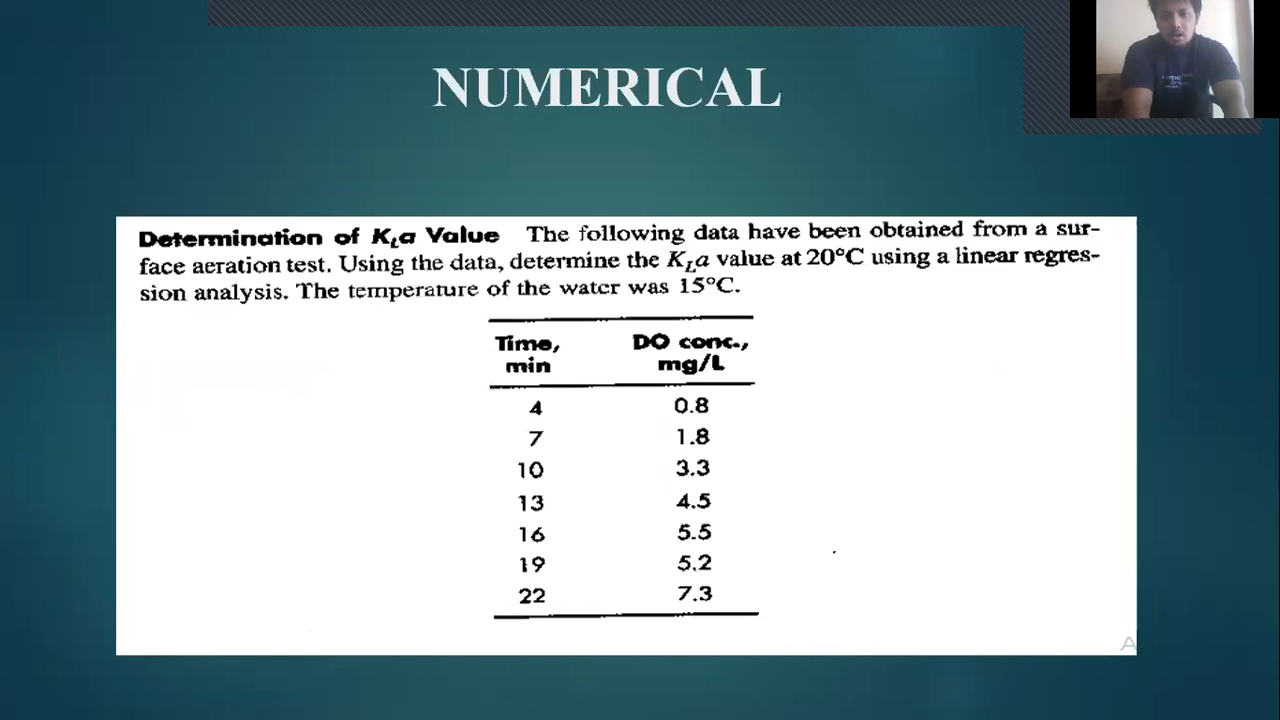 NUMERICAL
Determination of K_La Value The following data have been obtained from a sur-
face aeration test. Using the data, determine the K_La value at 20°C using a linear regres-
sion analysis. The temperature of the water was 15°C.
Time, DO conc.,
min mg/L
4 0.8
7 1.8
10 3.3
13 4.5
16 5.5
19 5.2
22 7.3
A